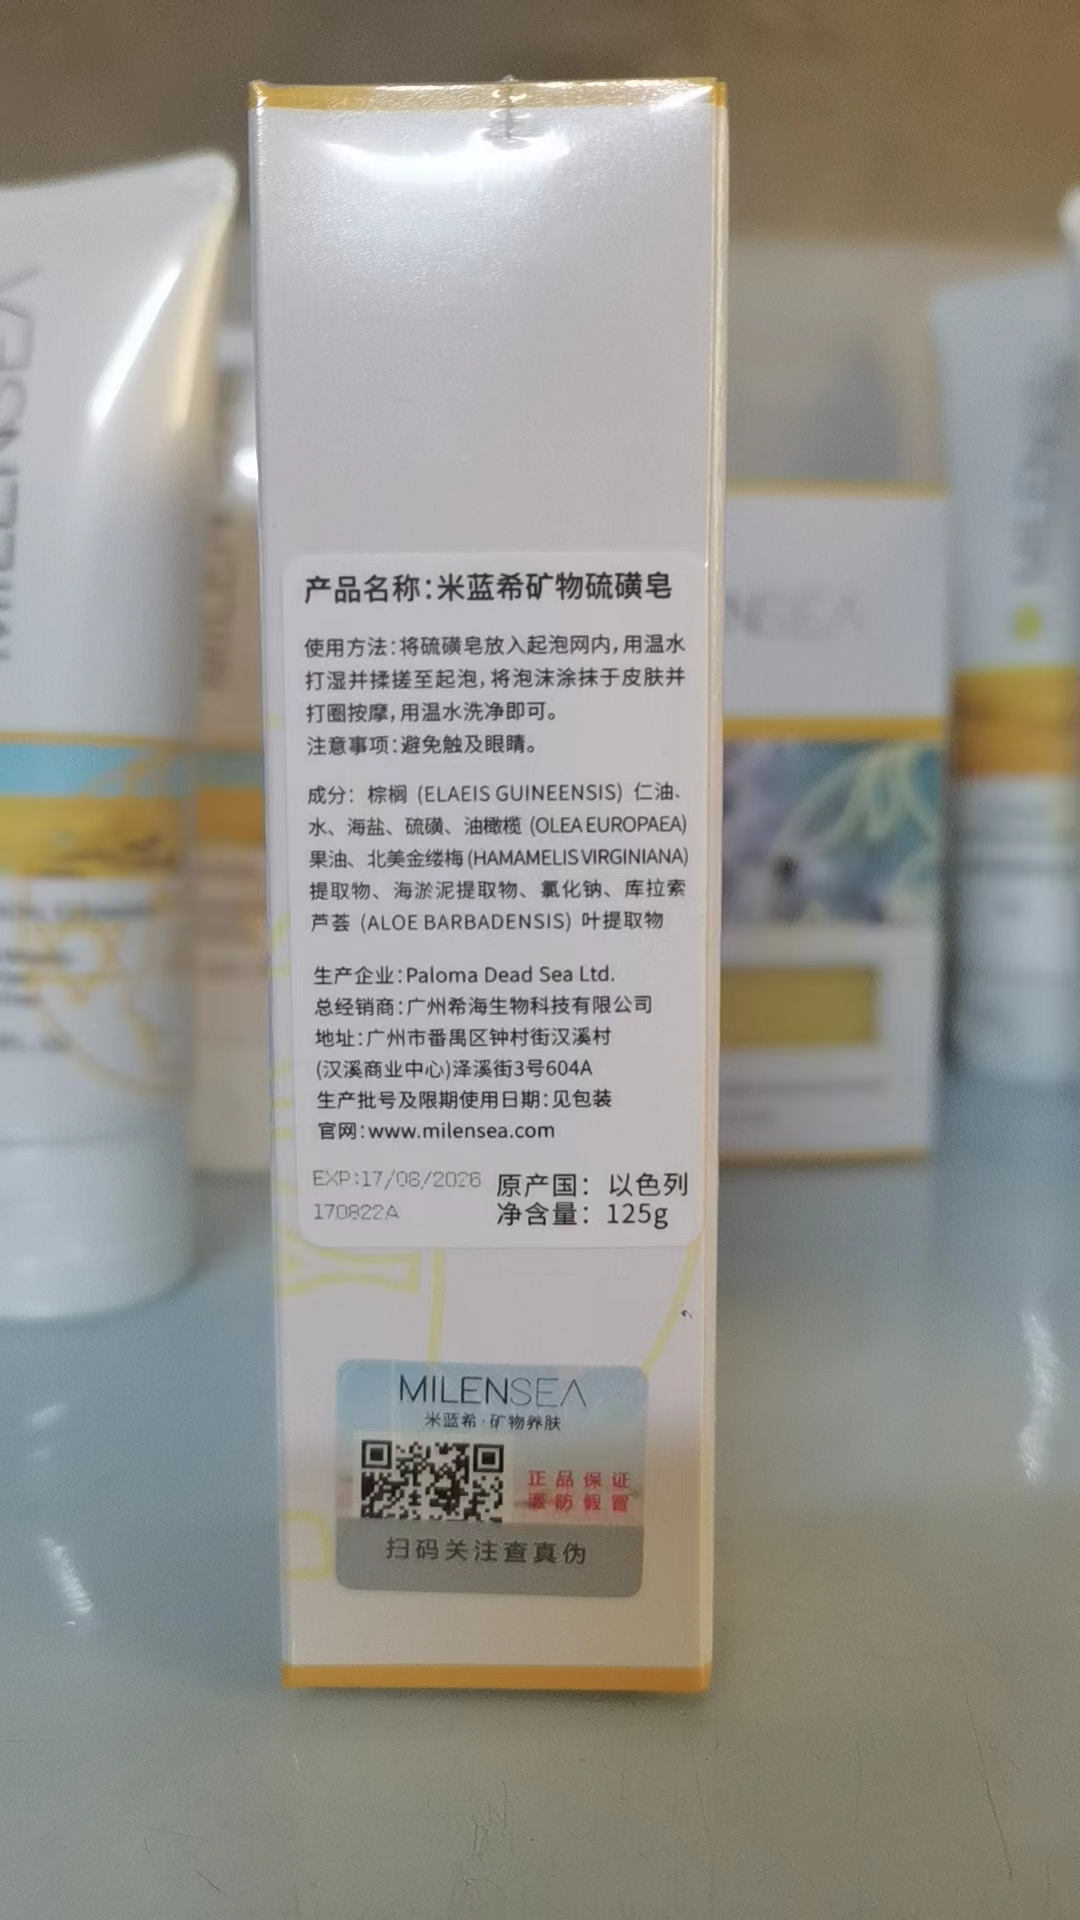 产品名称:米蓝希矿物硫磺皂
使用方法:将硫磺皂放入起泡网内,用温水
打湿并揉搓至起泡,将泡沫涂抹于皮肤并
打圈按摩,用温水洗净即可。
注意事项:避免触及眼睛。
成分: 棕榈 (ELAEIS GUINEENSIS) 仁油、
水、海盐、硫磺、油橄榄 (OLEA EUROPAEA)
果油、北美金缕梅 (HAMAMELIS VIRGINIANA)
提取物、海淤泥提取物、氯化钠、库拉索
芦荟 (ALOE BARBADENSIS) 叶提取物
生产企业:Paloma Dead Sea Ltd.
总经销商:广州希海生物科技有限公司
地址:广州市番禺区钟村街汉溪村
(汉溪商业中心)泽溪街3号604A
生产批号及限期使用日期:见包装
官网:www.milensea.com
EXP:17/08/2026
170822A
原产国: 以色列
净含量: 125g
MILENSEA
米蓝希·矿物养肤
正品保证
谨防假冒
扫码关注查真伪
MILENSEA
NSEA
MILENS